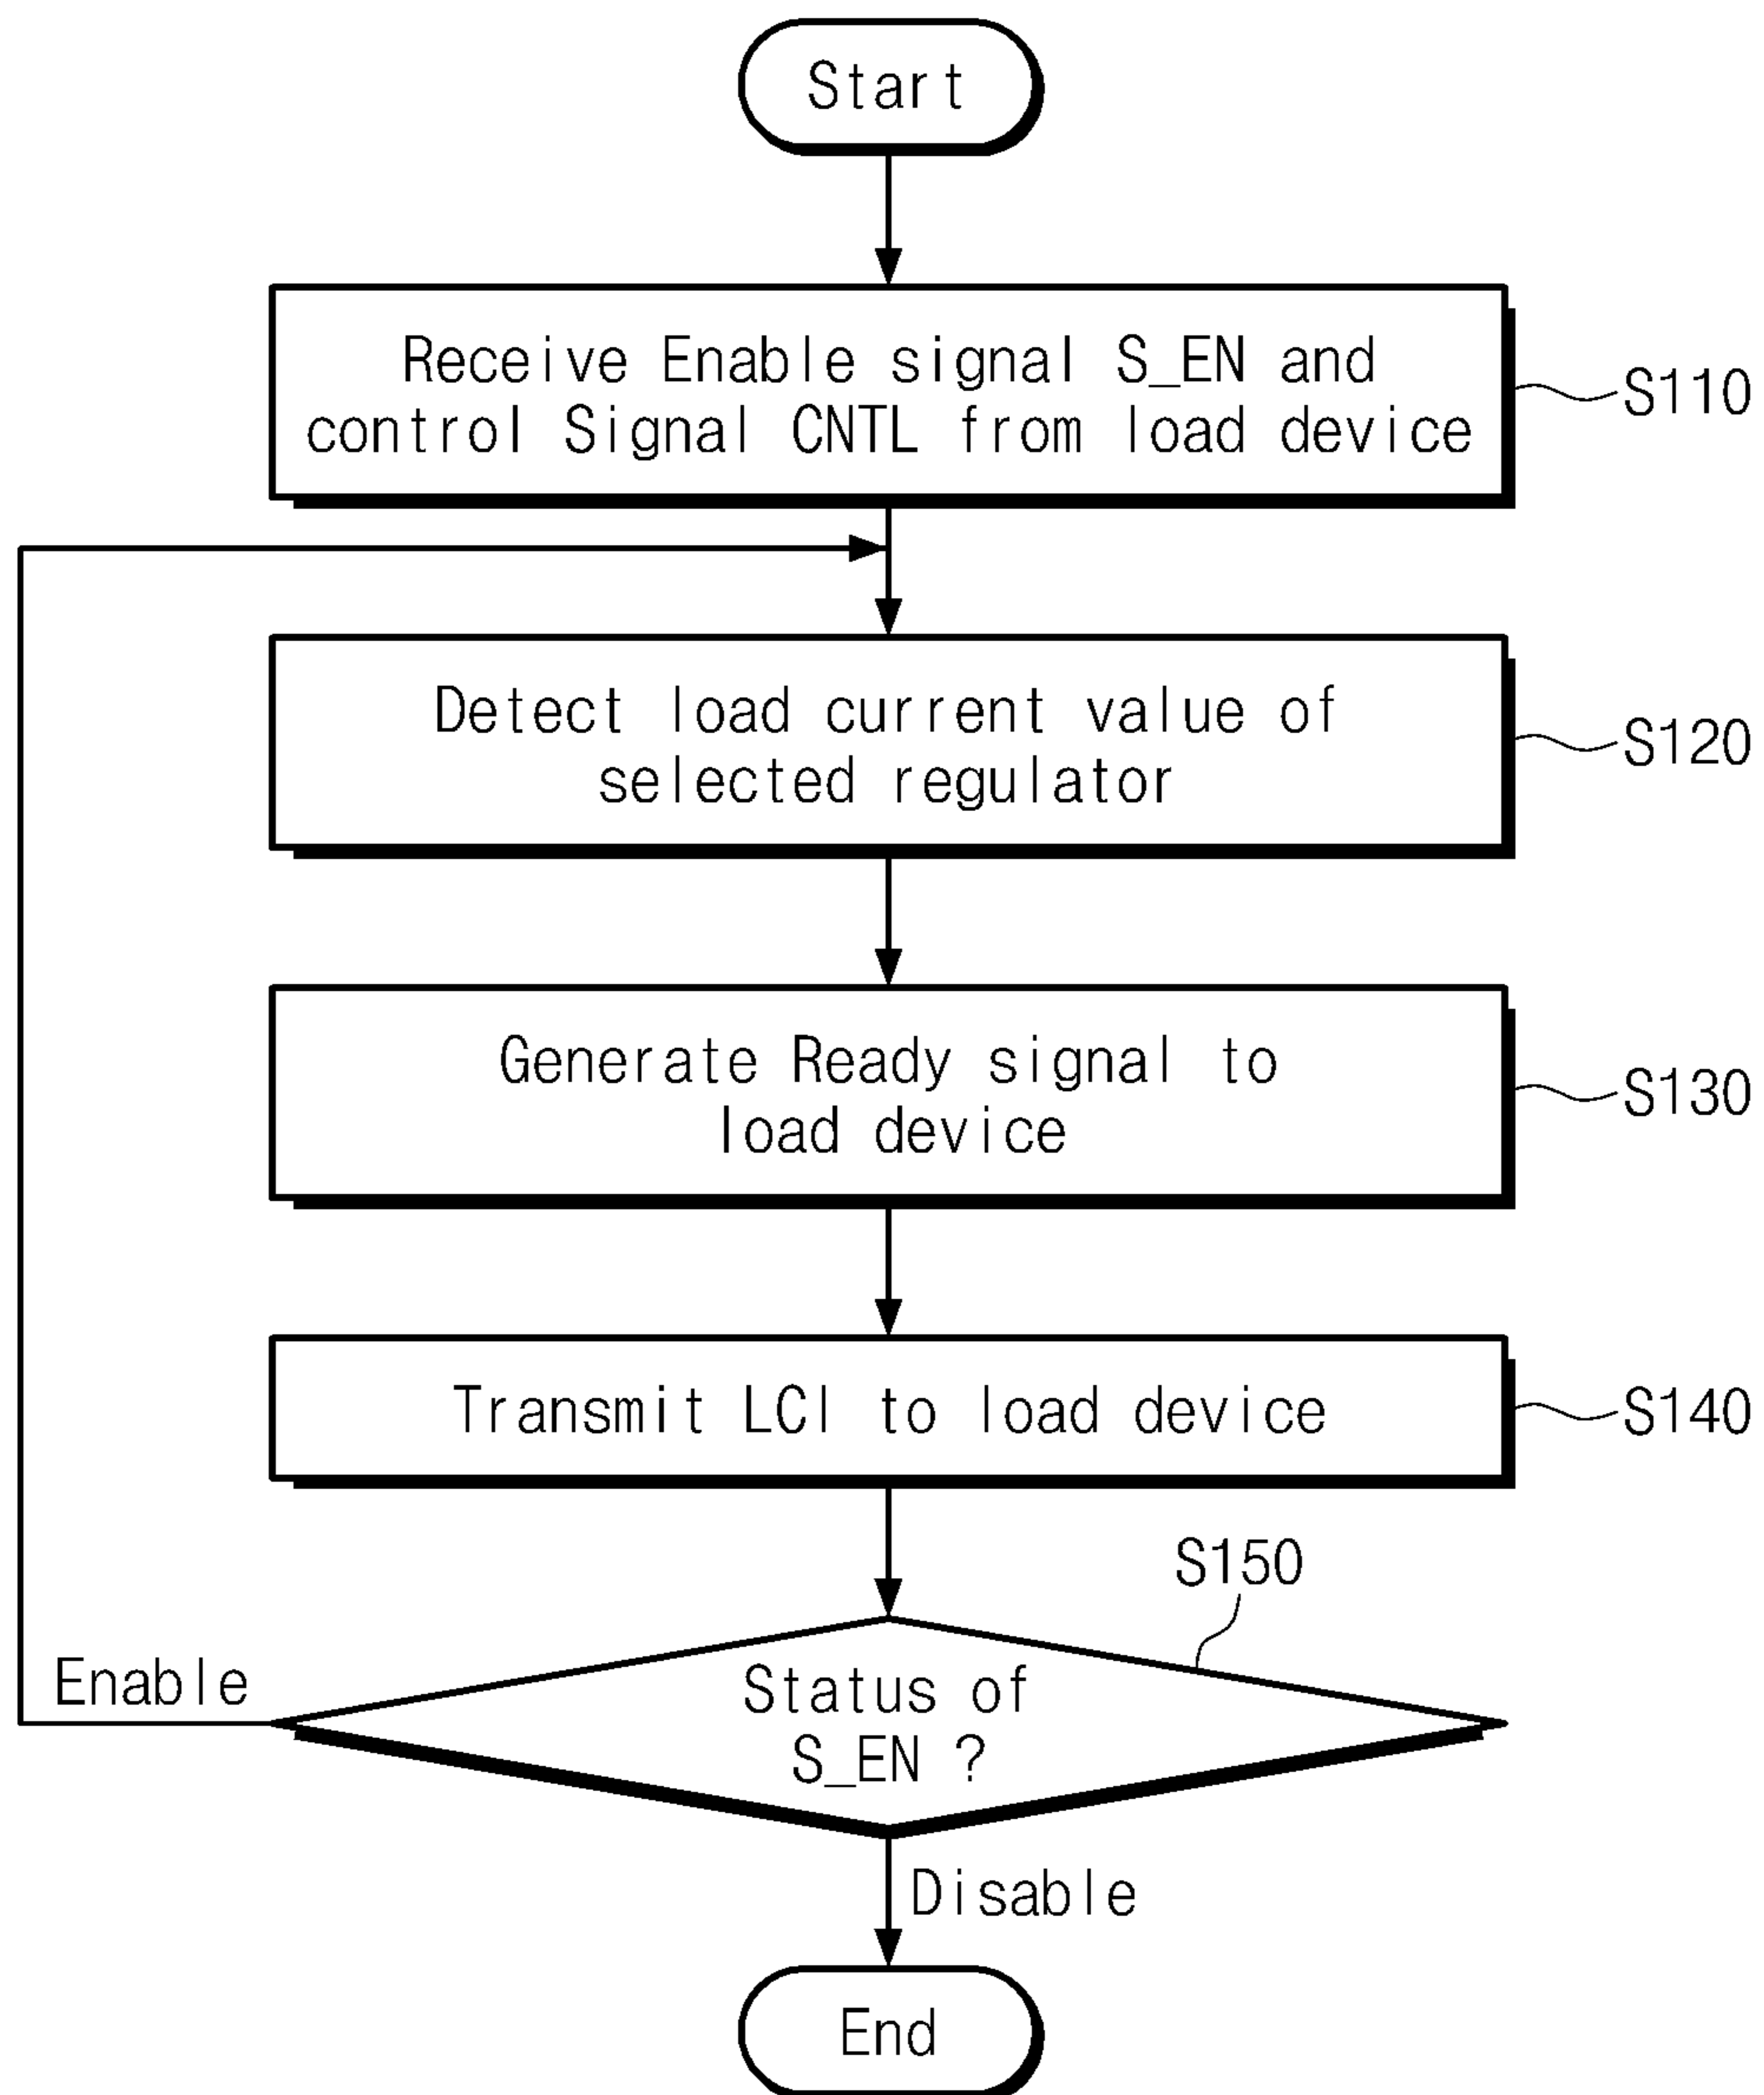 Start
Receive Enable signal S_EN and
control Signal CNTL from load device
S110
Detect load current value of
selected regulator
S120
Generate Ready signal to
load device
S130
Transmit LCI to load device
S140
S150
Status of
S_EN ?
Enable
Disable
End